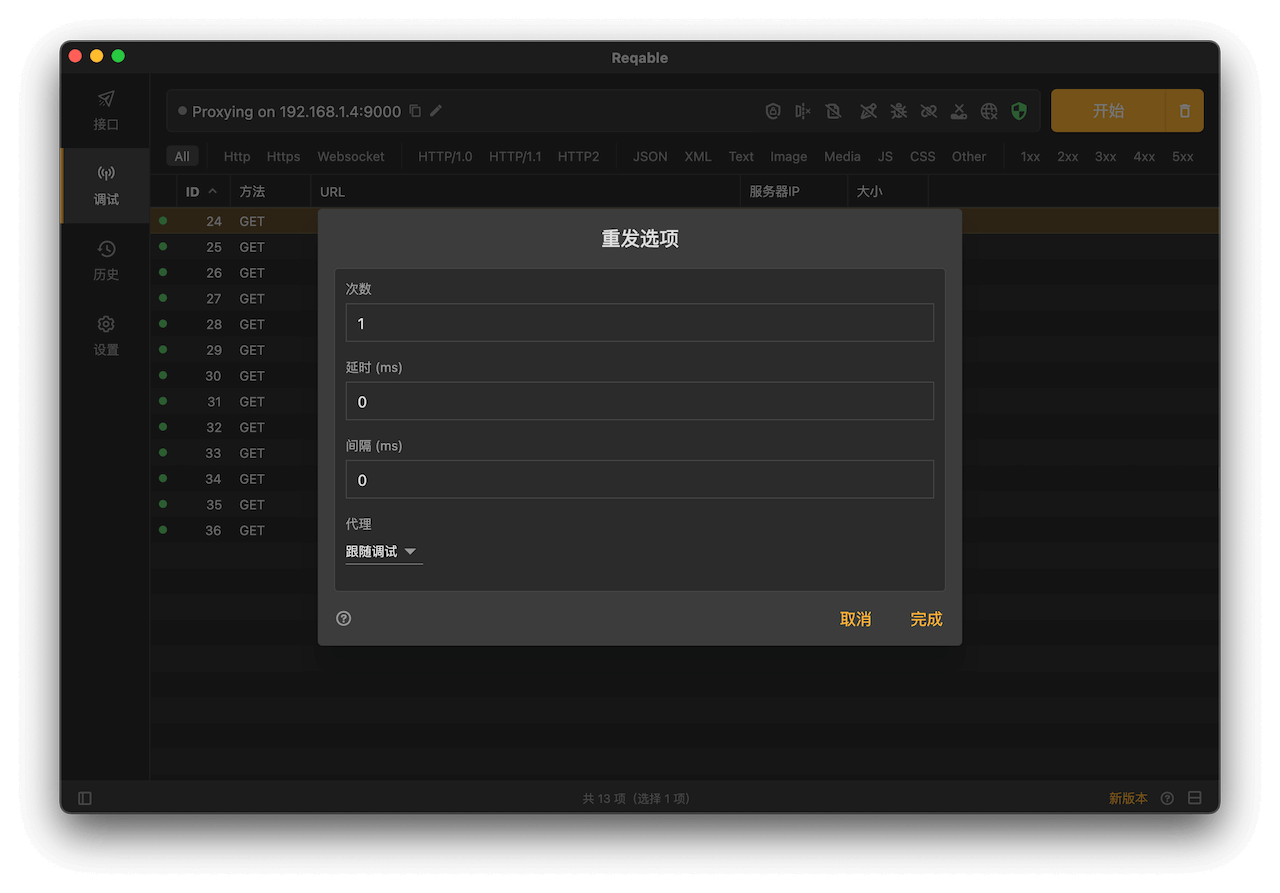 Reqable
接口
调试
历史
设置
Proxying on 192.168.1.4:9000
开始
All Http Https Websocket HTTP/1.0 HTTP/1.1 HTTP2 JSON XML Text Image Media JS CSS Other 1xx 2xx 3xx 4xx 5xx
ID 方法 URL 服务器IP 大小
24 GET
25 GET
26 GET
27 GET
28 GET
29 GET
30 GET
31 GET
32 GET
33 GET
34 GET
35 GET
36 GET
重发选项
次数
1
延时 (ms)
0
间隔 (ms)
0
代理
跟随调试
取消 完成
共 13 项（选择 1 项）
新版本